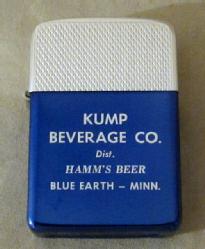 KUMP
BEVERAGE CO.
Dist.
HAMM'S BEER
BLUE EARTH – MINN.